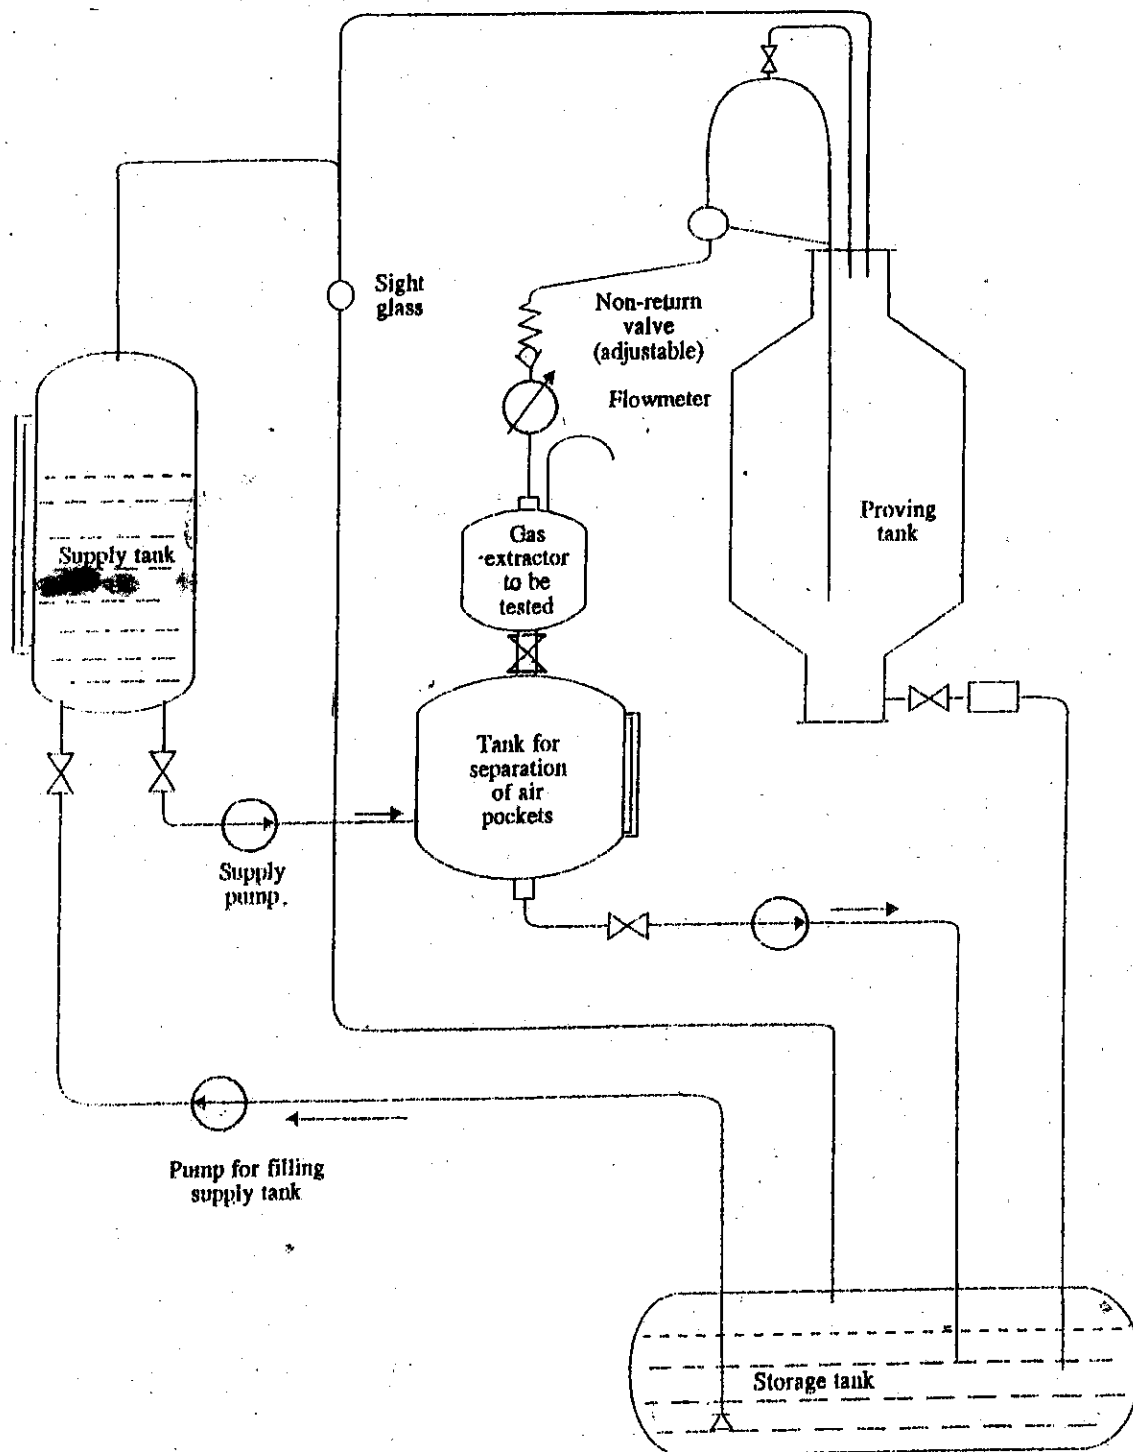 Sight
glass
Non-return
valve
(adjustable)
Flowmeter
Supply tank
Gas
extractor
to be
tested
Proving
tank
Tank for
separation
of air
pockets
Supply
pump.
Pump for filling
supply tank
Storage tank